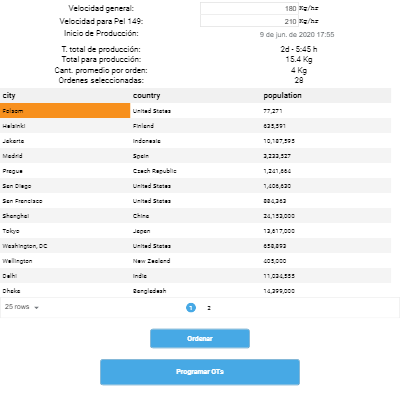 Velocidad general: 180 Kg/hr
Velocidad para Pel 149: 210 Kg/hr
Inicio de Producción: 9 de jun. de 2020 17:55
T. total de producción: 2d - 5:45 h
Total para producción: 15.4 Kg
Cant. promedio por orden: 4 Kg
Ordenes seleccionadas: 28
city country population
Folsom United States 77,271
Helsinki Finland 635,591
Jakarta Indonesia 10,187,595
Madrid Spain 3,233,527
Prague Czech Republic 1,241,664
San Diego United States 1,406,630
San Francisco United States 884,363
Shanghai China 24,153,000
Tokyo Japan 13,617,000
Washington, DC United States 658,893
Wellington New Zealand 405,000
Delhi India 11,034,555
Dhaka Bangladesh 14,399,000
25 rows 1 2
Ordenar
Programar OTs